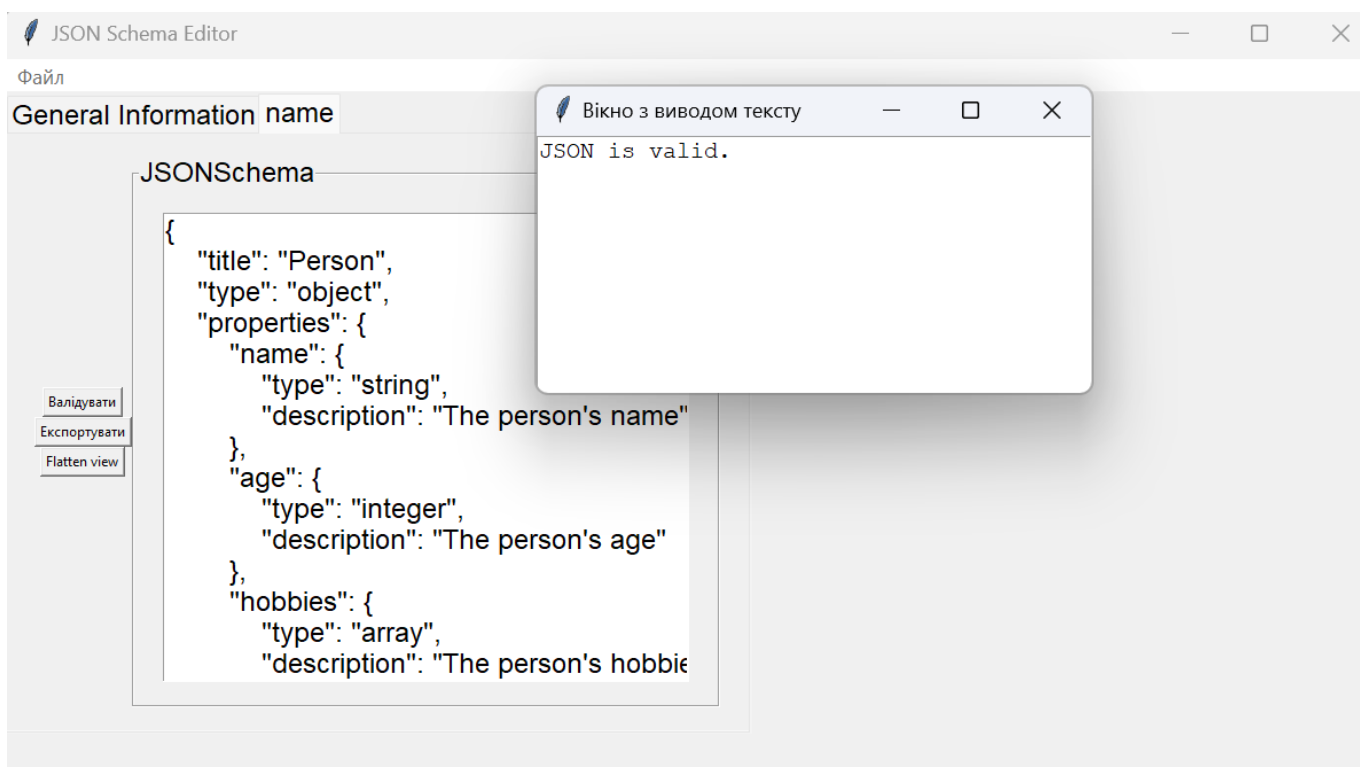 JSON Schema Editor
Файл
General Information name
Вікно з виводом тексту
JSON is valid.
JSONSchema
{
"title": "Person",
"type": "object",
"properties": {
"name": {
"type": "string",
"description": "The person's name"
},
"age": {
"type": "integer",
"description": "The person's age"
},
"hobbies": {
"type": "array",
"description": "The person's hobbie
Валідувати
Експортувати
Flatten view